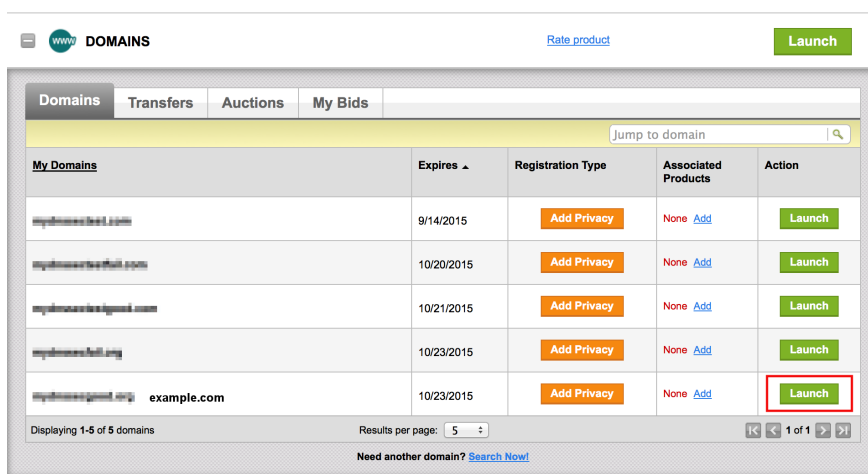 www DOMAINS Rate product Launch
Domains Transfers Auctions My Bids
Jump to domain
My Domains Expires Registration Type Associated Products Action
9/14/2015 Add Privacy None Add Launch
10/20/2015 Add Privacy None Add Launch
10/21/2015 Add Privacy None Add Launch
10/23/2015 Add Privacy None Add Launch
example.com 10/23/2015 Add Privacy None Add Launch
Displaying 1-5 of 5 domains Results per page: 5 1 of 1
Need another domain? Search Now!